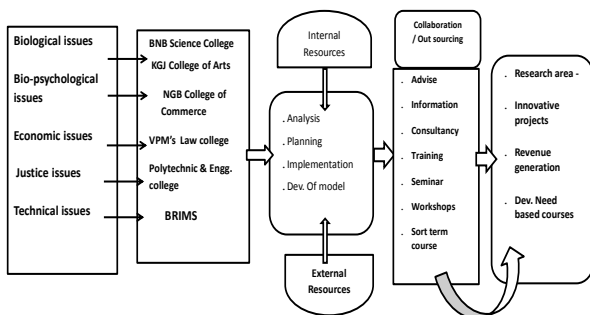 Biological issues
Bio-psychological
issues
Economic issues
Justice issues
Technical issues
BNB Science College
KGJ College of Arts
NGB College of
Commerce
VPM's Law college
Polytechnic & Engg.
college
BRIMS
Internal
Resources
. Analysis
. Planning
. Implementation
. Dev. Of model
External
Resources
Collaboration
/ Out sourcing
. Advise
. Information
. Consultancy
. Training
. Seminar
. Workshops
. Sort term
course
. Research area -
. Innovative
projects
. Revenue
generation
. Dev. Need
based courses